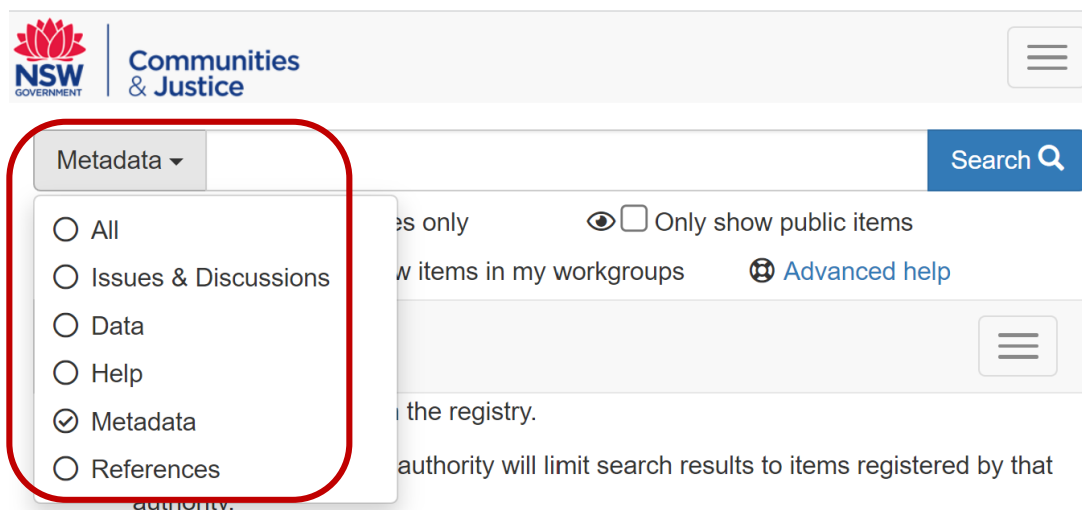 NSW
GOVERNMENT
Communities
& Justice
Metadata
Search
All
Issues & Discussions
Data
Help
Metadata
References
only
Only show public items
items in my workgroups
Advanced help
the registry.
authority will limit search results to items registered by that
authority.